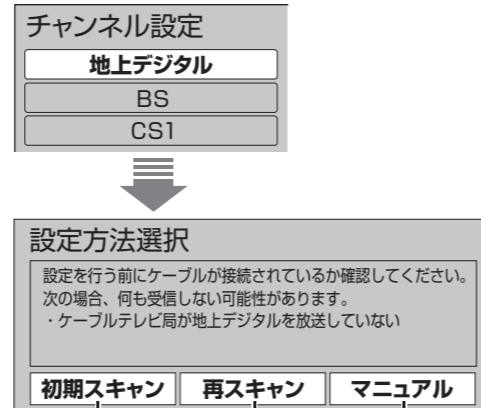 チャンネル設定
地上デジタル
BS
CS1
設定方法選択
設定を行う前にケーブルが接続されているか確認してください。
次の場合、何も受信しない可能性があります。
・ケーブルテレビ局が地上デジタルを放送していない
初期スキャン 再スキャン マニュアル